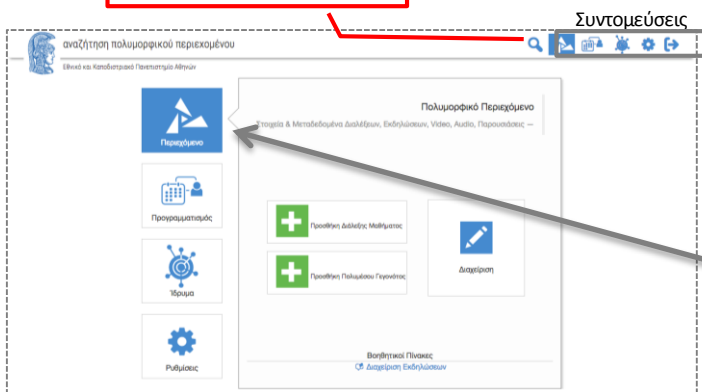 Συντομεύσεις
αναζήτηση πολυμορφικού περιεχομένου
Εθνικό και Καποδιστριακό Πανεπιστημίο Αθηνών
Περιεχόμενο
Πολυμορφικό Περιεχόμενο
Στοιχεία & Μεταδεδομένα Διαλέξεων, Εκδηλώσεων, Video, Audio, Παρουσιάσεις —
Προγραμματισμός
Προσθήκη Διάλεξης Μαθήματος
Προσθήκη Πολυμέσου Γεγονότος
Διαχείριση
Ίδρυμα
Ρυθμίσεις
Βοηθητικοί Πίνακες
Διαχείριση Εκδηλώσεων